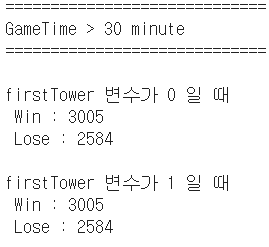 ===========================
GameTime > 30 minute
===========================
firstTower 변수가 0 일 때
Win : 3005
Lose : 2584
firstTower 변수가 1 일 때
Win : 3005
Lose : 2584